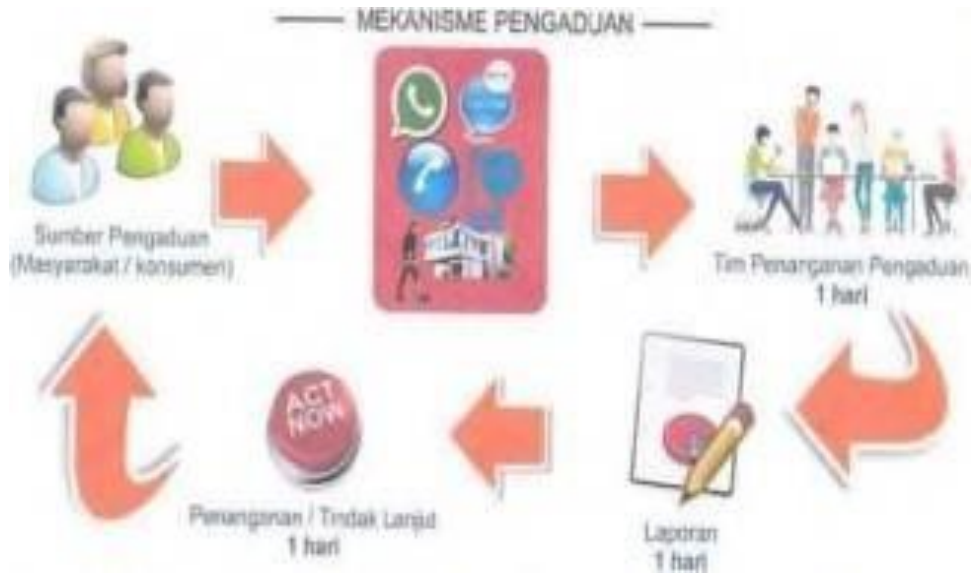 MEKANISME PENGADUAN
Sumber Pengaduan
(Masyarakat / konsumen)
Tim Penanganan Pengaduan
1 hari
ACT
NOW
Penanganan / Tindak Lanjut
1 hari
Laporan
1 hari